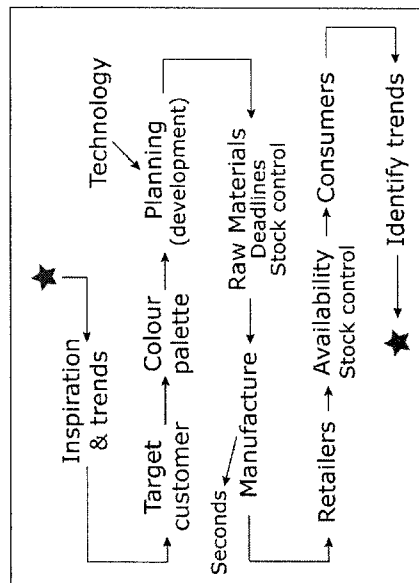 Inspiration
& trends
Target
customer
Colour
palette
Technology
Planning
(development)
Raw Materials
Deadlines
Stock control
Manufacture
Seconds
Retailers
Availability
Stock control
Consumers
Identify trends